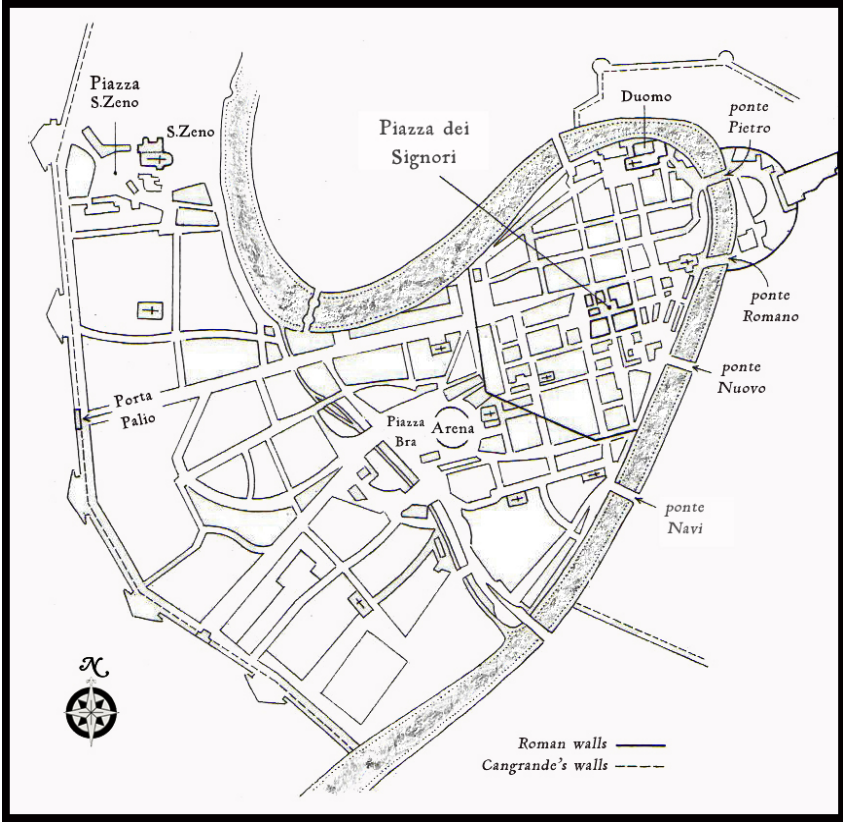 Piazza
S.Zeno
S.Zeno
Piazza dei
Signori
Duomo
ponte
Pietro
ponte
Romano
ponte
Nuovo
Porta
Palio
Piazza
Bra
Arena
ponte
Navi
N
Roman walls
Cangrande's walls